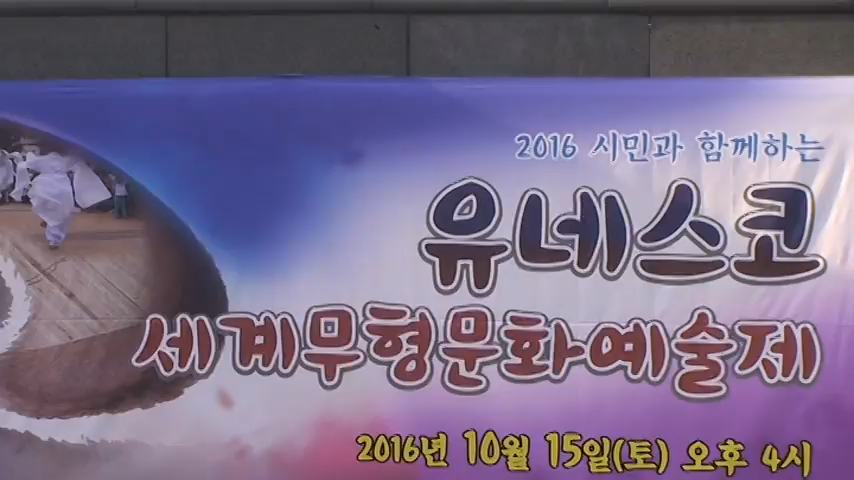 2016 시민과 함께하는
유네스코
세계무형문화예술제
2016년 10월 15일(토) 오후 4시